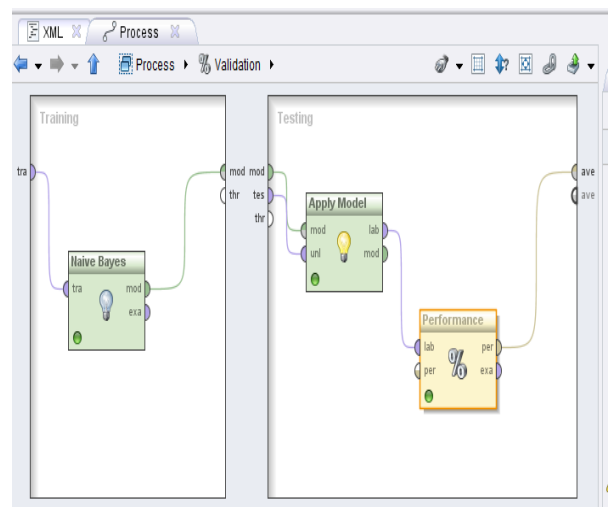 XML
Process
Process
Validation
Training
Testing
tra
mod
thr
mod
tes
thr
ave
ave
Naive Bayes
tra
mod
exa
Apply Model
mod
lab
unl
mod
Performance
lab
per
per
%
exa